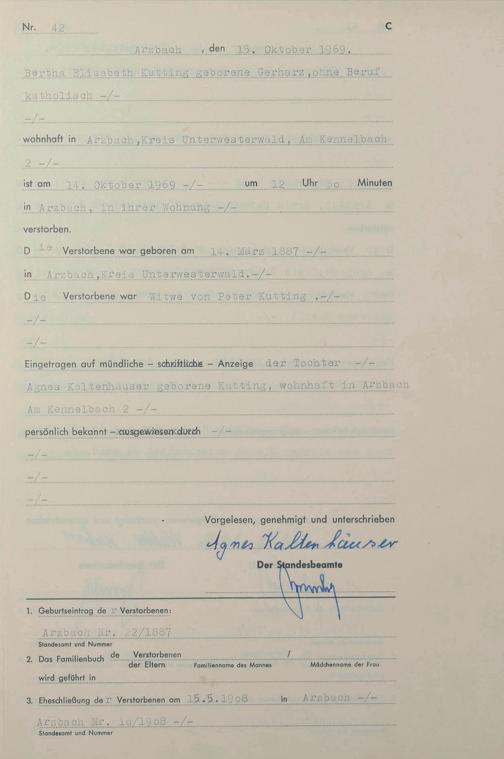 Nr. 42 C
Arzbach , den 15. Oktober 1969.
Bertha Elisabeth Kutting geborene Gerharz,ohne Beruf
katholisch -/-
-/-
wohnhaft in Arzbach,Kreis Unterwesterwald, Am Kennelbach
2 -/-
ist am 14. Oktober 1969 -/- um 12 Uhr 30 Minuten
in Arzbach, in ihrer Wohnung -/-
verstorben.
Die Verstorbene war geboren am 14. März 1887 -/-
in Arzbach,Kreis Unterwesterwald.-/-
Die Verstorbene war Witwe von Peter Kutting .-/-
-/-
-/-
Eingetragen auf mündliche – schriftliche – Anzeige der Tochter -/-
Agnes Kaltenhäuser geborene Kutting, wohnhaft in Arzbach
Am Kennelbach 2 -/-
persönlich bekannt – ausgewiesen durch -/-
-/-
-/-
-/-
Vorgelesen, genehmigt und unterschrieben
Agnes Kaltenhäuser
Der Standesbeamte
1. Geburtseintrag der Verstorbenen:
Arzbach Nr. 22/1887
Standesamt und Nummer
2. Das Familienbuch de Verstorbenen /
der Eltern Familienname des Mannes Mädchenname der Frau
wird geführt in
3. Eheschließung der Verstorbenen am 15.5.1908 in Arzbach -/-
Arzbach Nr. 10/1908 -/-
Standesamt und Nummer